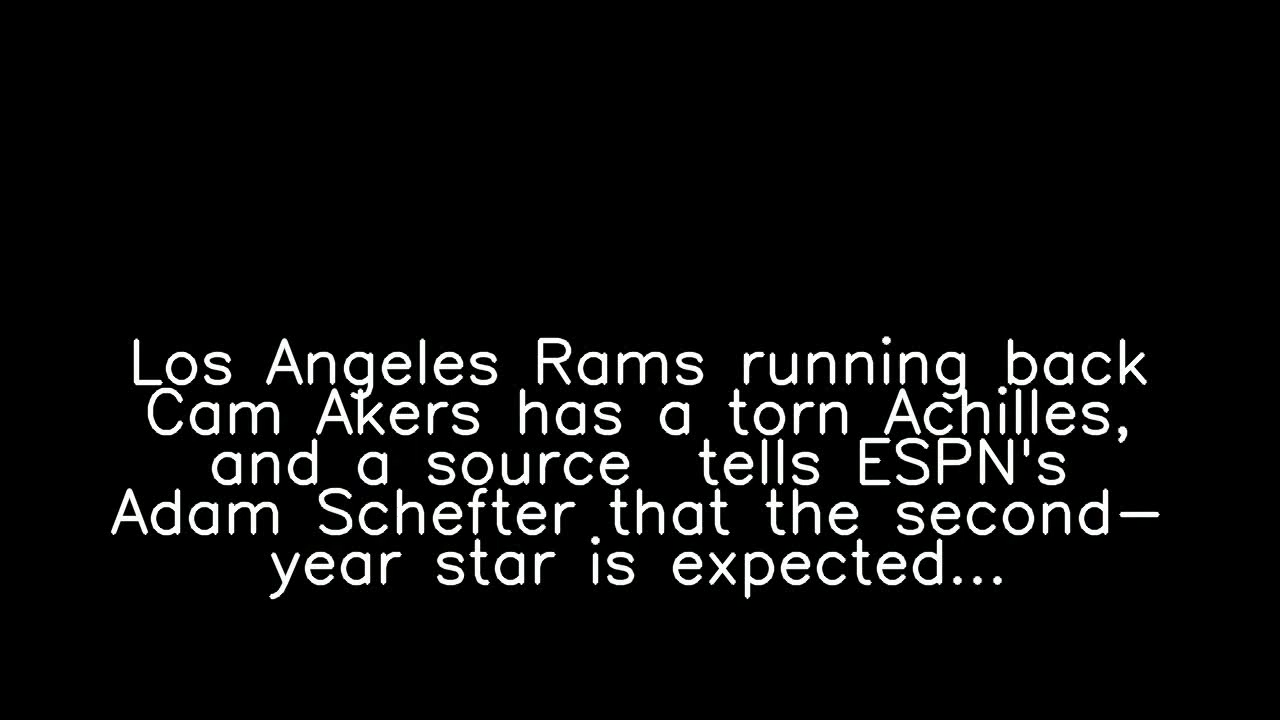 Los Angeles Rams running back
Cam Akers has a torn Achilles,
and a source  tells ESPN's
Adam Schefter that the second-
year star is expected...